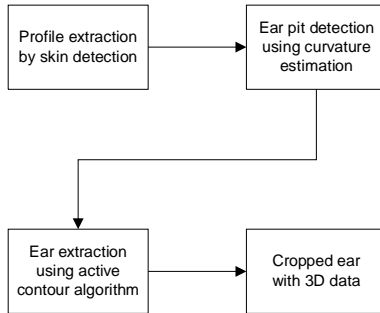 Profile extraction
by skin detection
Ear pit detection
using curvature
estimation
Ear extraction
using active
contour algorithm
Cropped ear
with 3D data